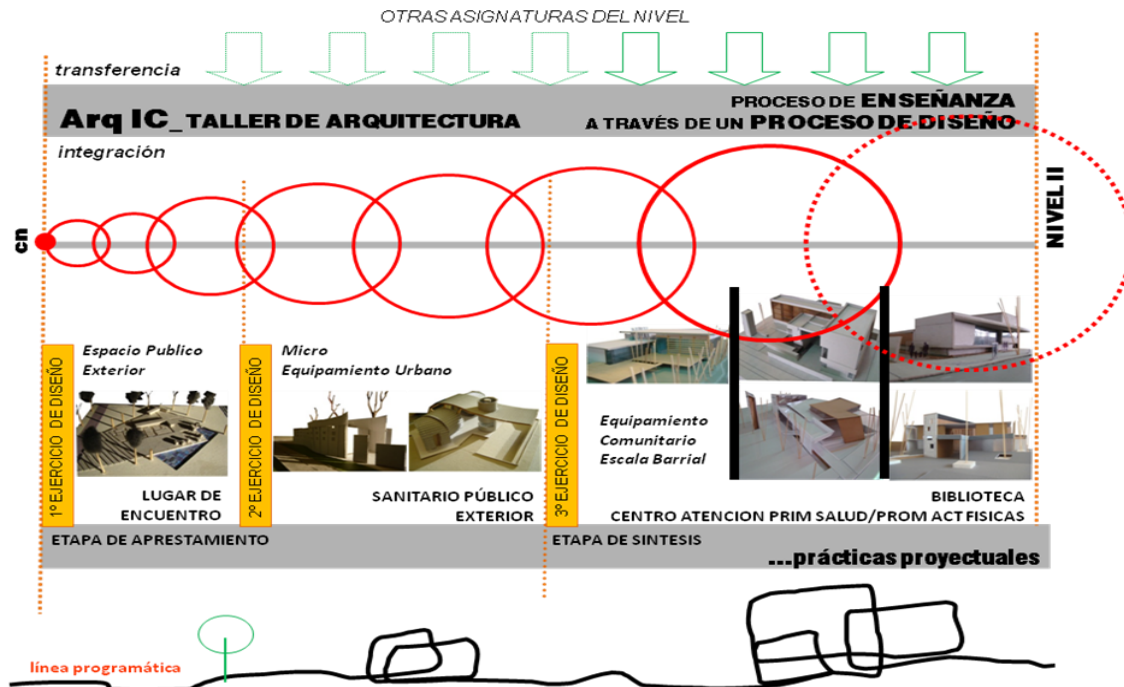 OTRAS ASIGNATURAS DEL NIVEL
transferencia
Arq IC_TALLER DE ARQUITECTURA
PROCESO DE ENSEÑANZA
A TRAVÉS DE UN PROCESO DE DISEÑO
integración
cn
NIVEL II
1º EJERCICIO DE DISEÑO
Espacio Publico
Exterior
LUGAR DE
ENCUENTRO
2º EJERCICIO DE DISEÑO
Micro
Equipamiento Urbano
SANITARIO PÚBLICO
EXTERIOR
3º EJERCICIO DE DISEÑO
Equipamiento
Comunitario
Escala Barrial
BIBLIOTECA
CENTRO ATENCION PRIM SALUD/PROM ACT FISICAS
ETAPA DE APRESTAMIENTO
ETAPA DE SINTESIS
...prácticas proyectuales
línea programática